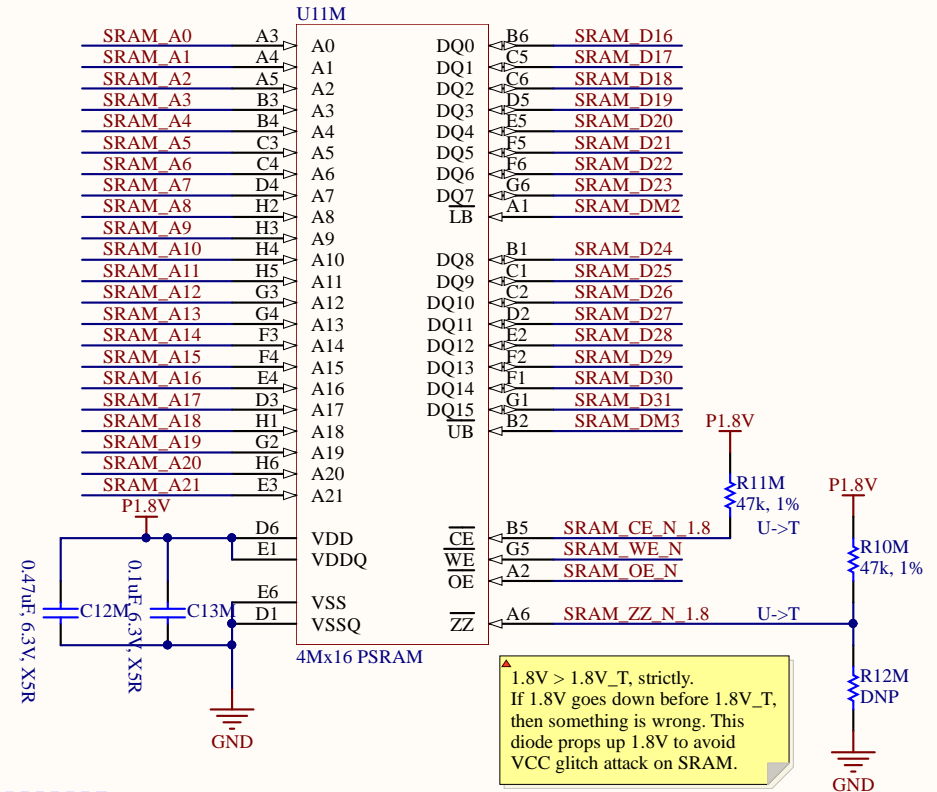 U11M
SRAM_A0 A3 A0 DQ0 B6 SRAM_D16
SRAM_A1 A4 A1 DQ1 C5 SRAM_D17
SRAM_A2 A5 A2 DQ2 C6 SRAM_D18
SRAM_A3 B3 A3 DQ3 D5 SRAM_D19
SRAM_A4 B4 A4 DQ4 E5 SRAM_D20
SRAM_A5 C3 A5 DQ5 F5 SRAM_D21
SRAM_A6 C4 A6 DQ6 F6 SRAM_D22
SRAM_A7 D4 A7 DQ7 G6 SRAM_D23
SRAM_A8 H2 A8 LB A1 SRAM_DM2
SRAM_A9 H3 A9
SRAM_A10 H4 A10 DQ8 B1 SRAM_D24
SRAM_A11 H5 A11 DQ9 C1 SRAM_D25
SRAM_A12 G3 A12 DQ10 C2 SRAM_D26
SRAM_A13 G4 A13 DQ11 D2 SRAM_D27
SRAM_A14 F3 A14 DQ12 E2 SRAM_D28
SRAM_A15 F4 A15 DQ13 F2 SRAM_D29
SRAM_A16 E4 A16 DQ14 F1 SRAM_D30
SRAM_A17 D3 A17 DQ15 G1 SRAM_D31
SRAM_A18 H1 A18 UB B2 SRAM_DM3 P1.8V
SRAM_A19 G2 A19
SRAM_A20 H6 A20
SRAM_A21 E3 A21 R11M P1.8V
P1.8V 47k, 1%
D6 VDD CE B5 SRAM_CE_N_1.8 U->T
E1 VDDQ WE G5 SRAM_WE_N R10M
OE A2 SRAM_OE_N 47k, 1%
E6 VSS
D1 VSSQ ZZ A6 SRAM_ZZ_N_1.8 U->T
0.47uF, 6.3V, X5R
C12M
0.1uF, 6.3V, X5R
C13M
4Mx16 PSRAM
GND
1.8V > 1.8V_T, strictly.
If 1.8V goes down before 1.8V_T,
then something is wrong. This
diode props up 1.8V to avoid
VCC glitch attack on SRAM.
R12M
DNP
GND